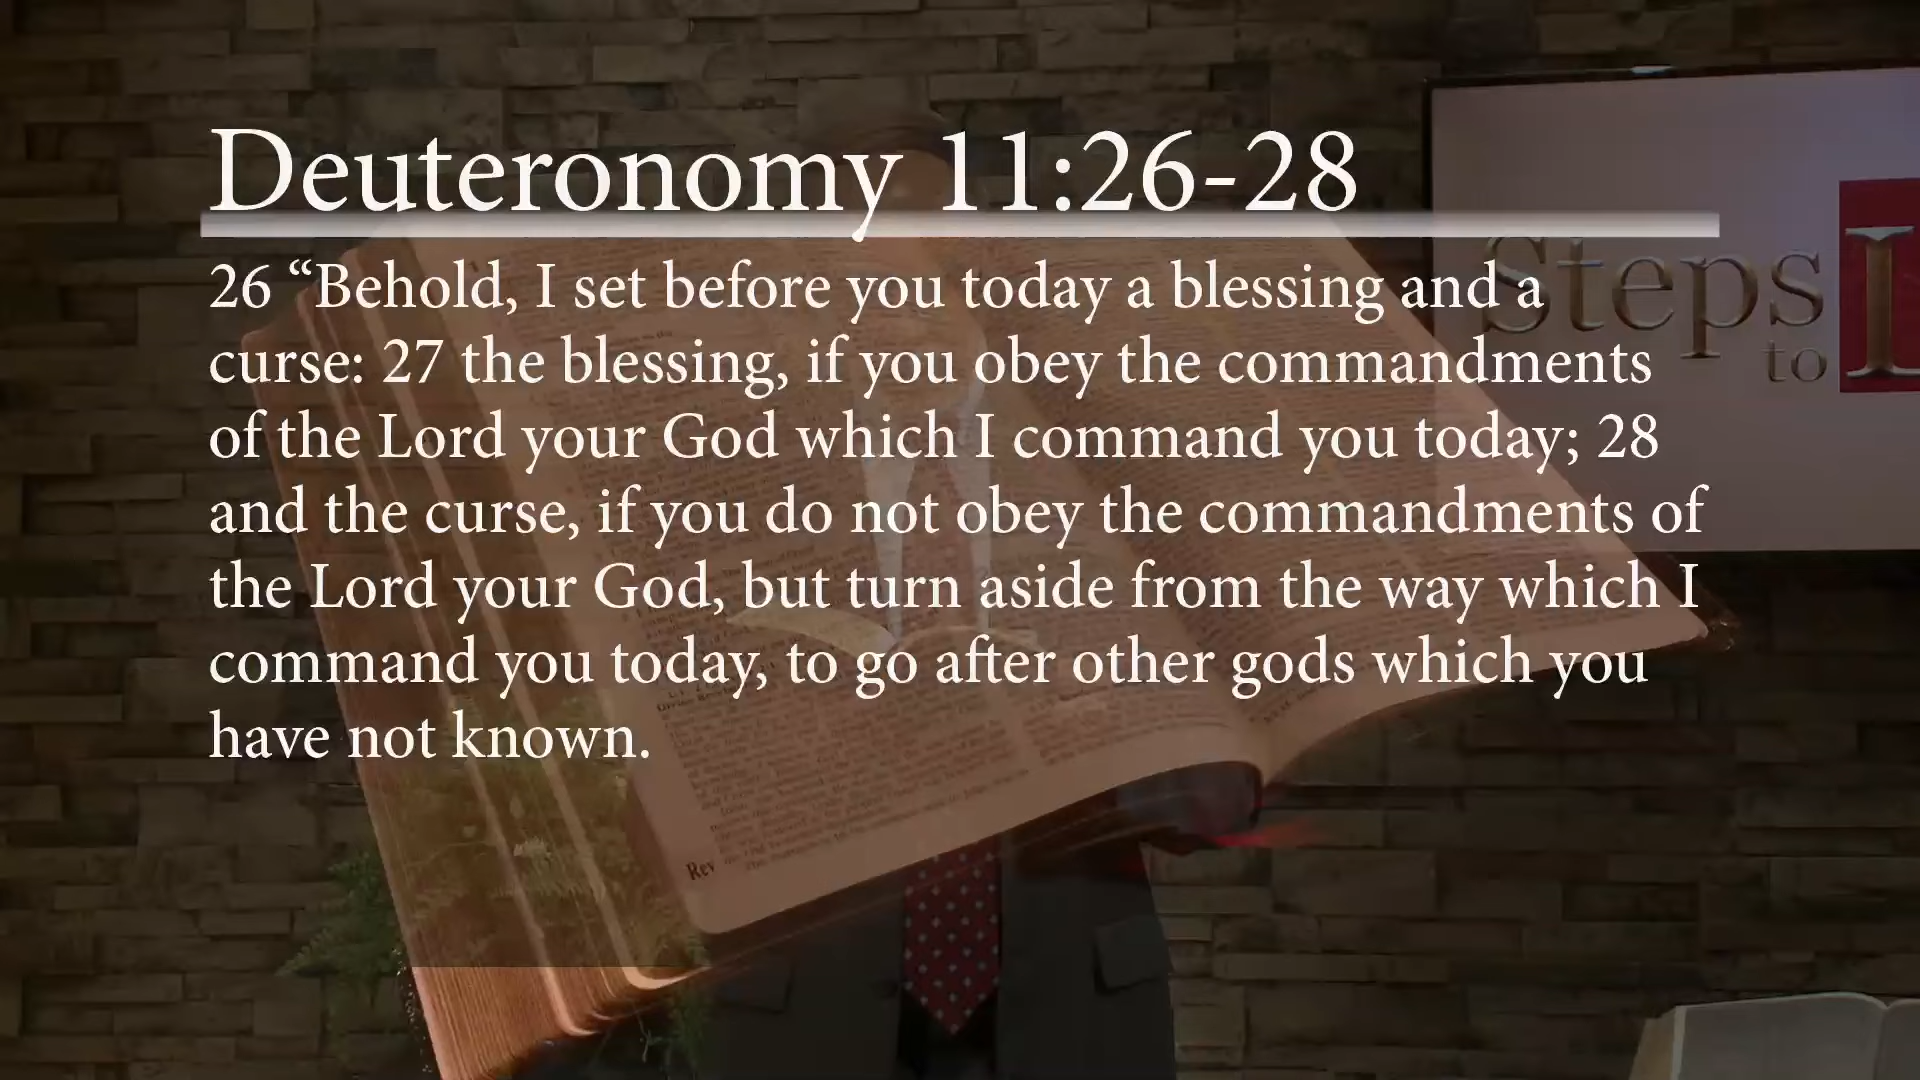 Deuteronomy 11:26-28
26 “Behold, I set before you today a blessing and a
curse: 27 the blessing, if you obey the commandments
of the Lord your God which I command you today; 28
and the curse, if you do not obey the commandments of
the Lord your God, but turn aside from the way which I
command you today, to go after other gods which you
have not known.
Steps
to L
Rev